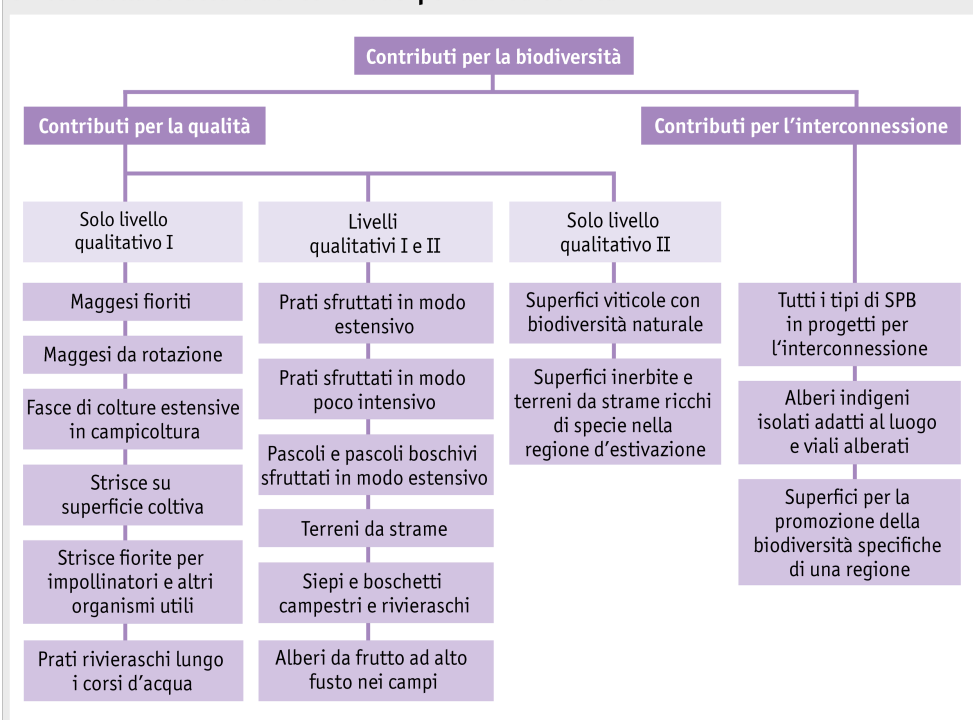 Contributi per la biodiversità
Contributi per la qualità
Contributi per l’interconnessione
Solo livello
qualitativo I
Maggesi fioriti
Maggesi da rotazione
Fasce di colture estensive
in campicoltura
Strisce su
superficie coltiva
Strisce fiorite per
impollinatori e altri
organismi utili
Prati rivieraschi lungo
i corsi d’acqua
Livelli
qualitativi I e II
Prati sfruttati in modo
estensivo
Prati sfruttati in modo
poco intensivo
Pascoli e pascoli boschivi
sfruttati in modo estensivo
Terreni da strame
Siepi e boschetti
campestri e rivieraschi
Alberi da frutto ad alto
fusto nei campi
Solo livello
qualitativo II
Superfici viticole con
biodiversità naturale
Superfici inerbite e
terreni da strame ricchi
di specie nella
regione d’estivazione
Tutti i tipi di SPB
in progetti per
l‘interconnessione
Alberi indigeni
isolati adatti al luogo
e viali alberati
Superfici per la
promozione della
biodiversità specifiche
di una regione